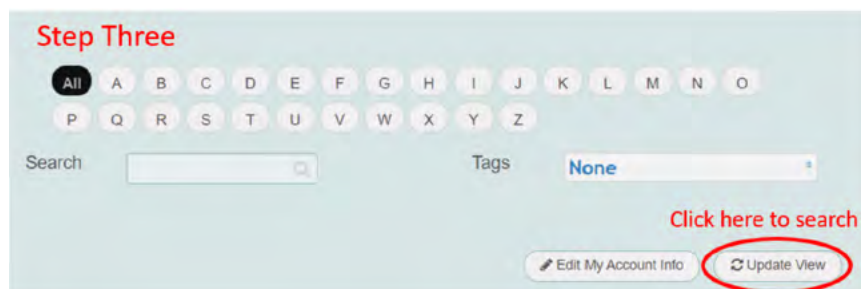 Step Three
All A B C D E F G H I J K L M N O
P Q R S T U V W X Y Z
Search Tags None
Click here to search
Edit My Account Info Update View